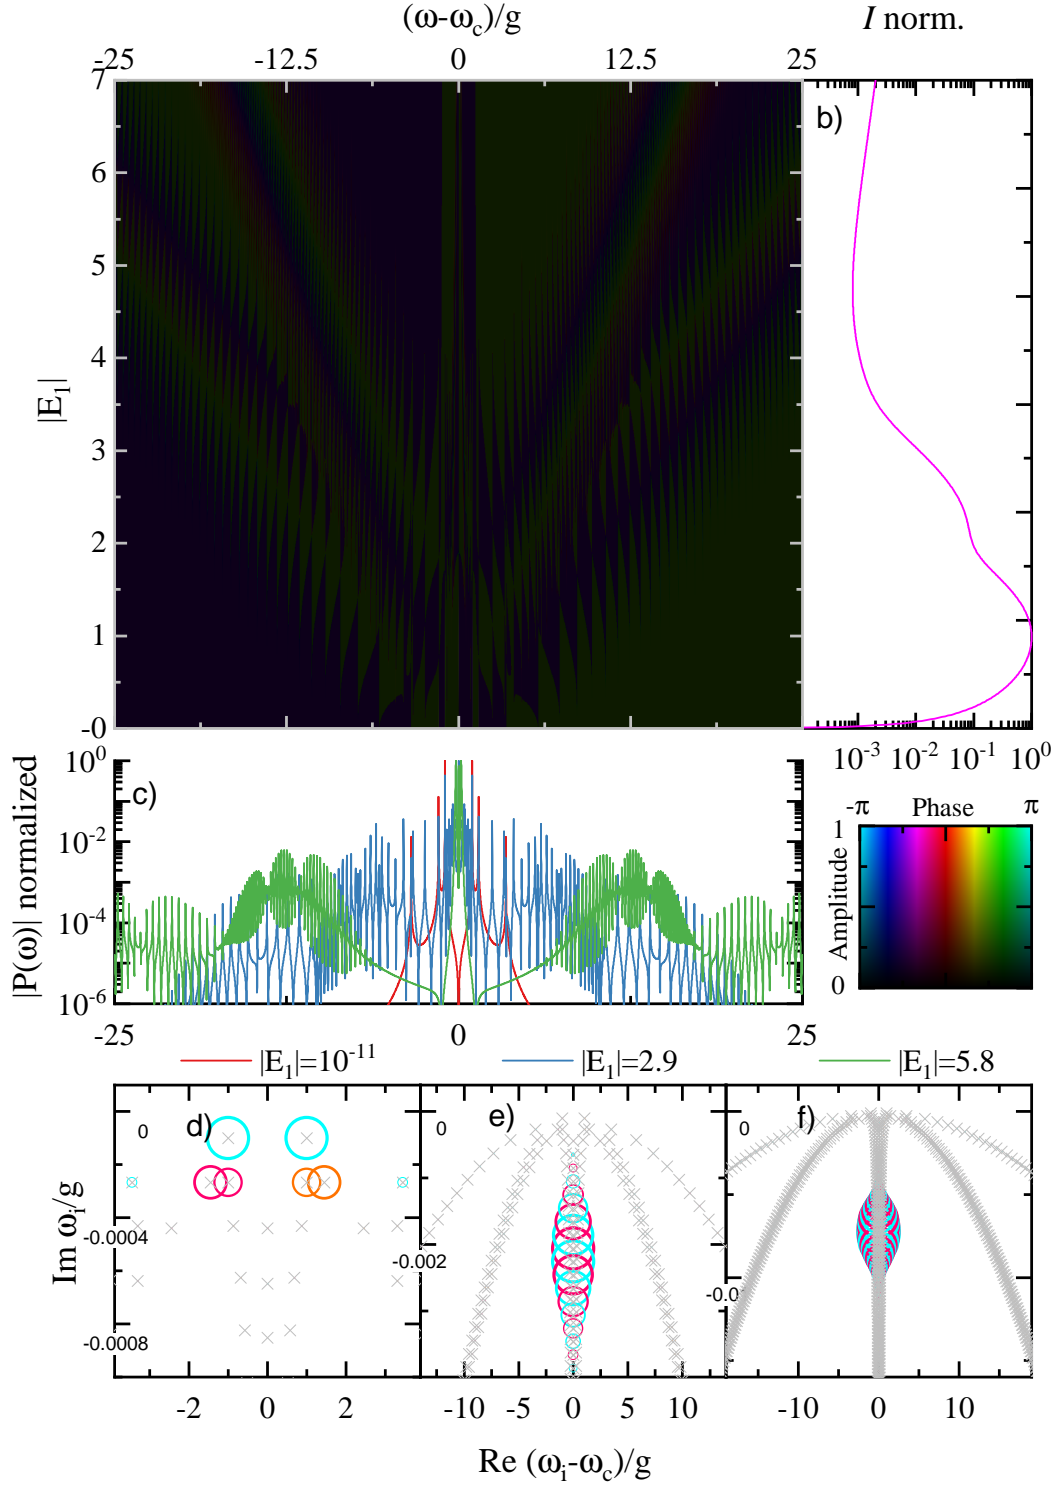 (ω-ω_c)/g
I norm.
-25 -12.5 0 12.5 25
7
6
5
4
3
2
1
-0
|E_1|
b)
10^-3 10^-2 10^-1 10^0
c)
|P(ω)| normalized
10^0
10^-2
10^-4
10^-6
-25 0 25
-π Phase π
Amplitude
1
0
|E_1|=10^-11 |E_1|=2.9 |E_1|=5.8
d) e) f)
Im ω_i/g
0
-0.0004
-0.0008
0
-0.002
0
-2 0 2
-10 -5 0 5 10
-10 0 10
Re (ω_i-ω_c)/g